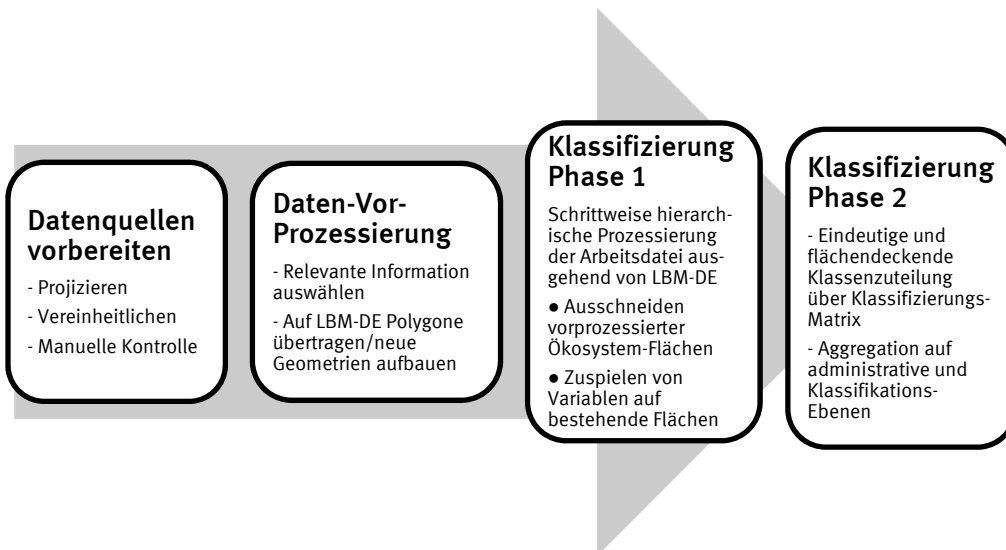 Datenquellen
vorbereiten
- Projizieren
- Vereinheitlichen
- Manuelle Kontrolle
Daten-Vor-
Prozessierung
- Relevante Information
auswählen
- Auf LBM-DE Polygone
übertragen/neue
Geometrien aufbauen
Klassifizierung
Phase 1
Schrittweise hierarch-
ische Prozessierung
der Arbeitsdatei aus-
gehend von LBM-DE
● Ausschneiden
vorprozessierter
Ökosystem-Flächen
● Zuspielen von
Variablen auf
bestehende Flächen
Klassifizierung
Phase 2
- Eindeutige und
flächendeckende
Klassenzuteilung
über Klassifizierungs-
Matrix
- Aggregation auf
administrative und
Klassifikations-
Ebenen